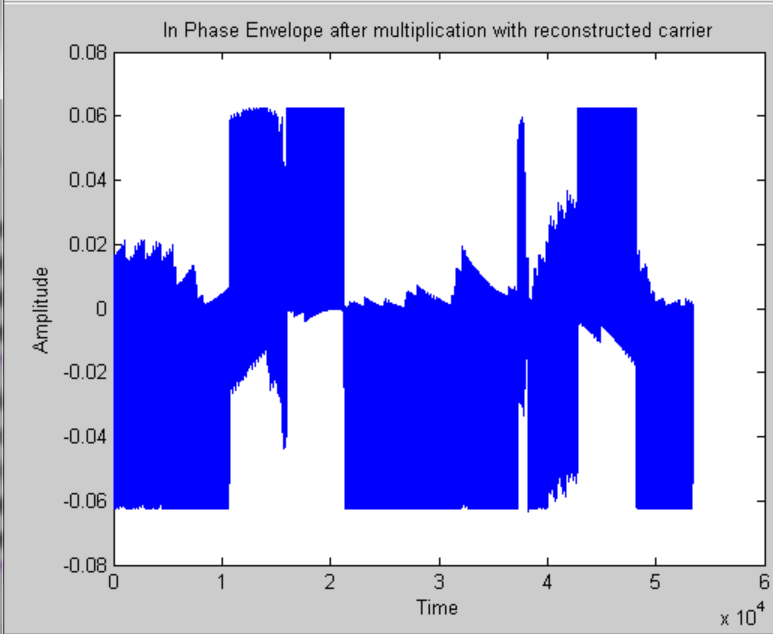 In Phase Envelope after multiplication with reconstructed carrier
0.08
0.06
0.04
0.02
0
-0.02
-0.04
-0.06
-0.08
Amplitude
0 1 2 3 4 5 6
Time
x 10^4